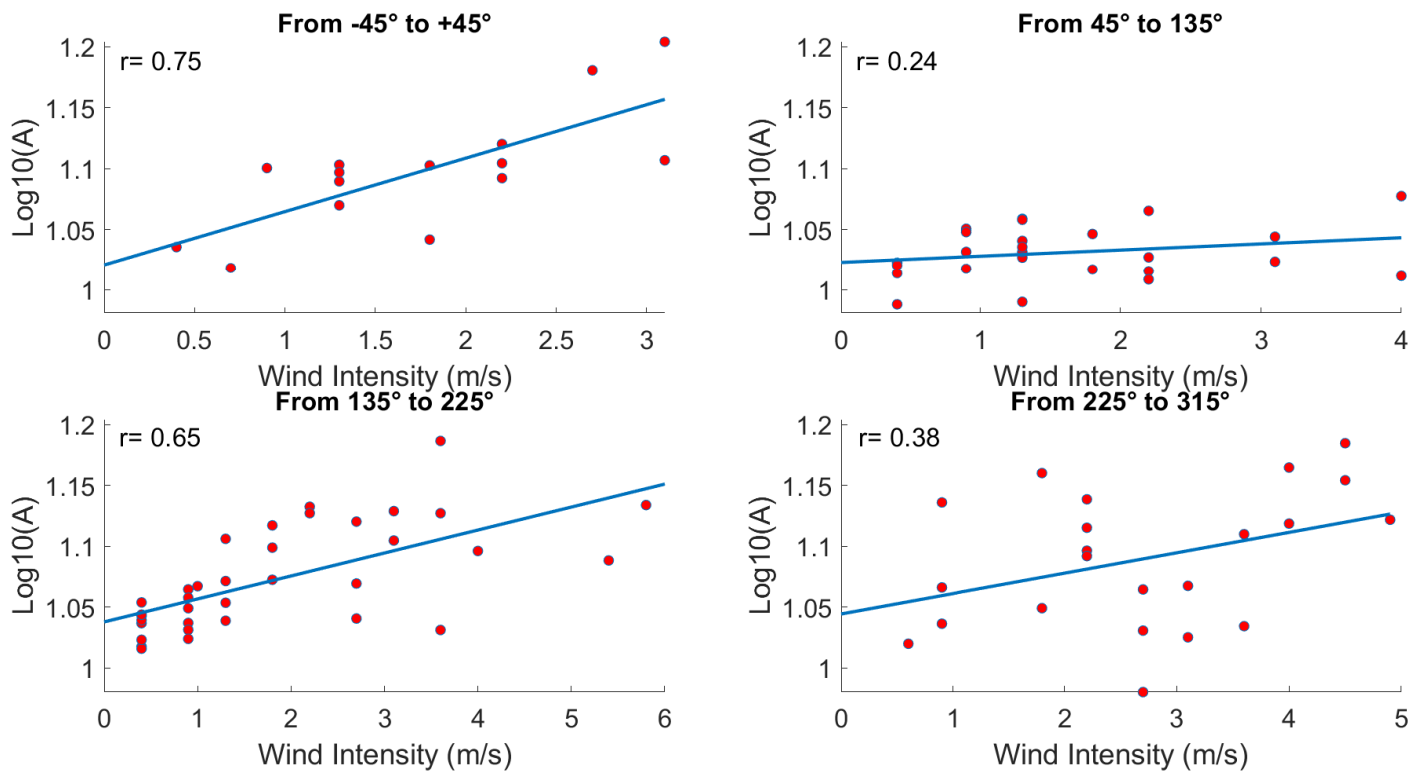 From -45° to +45°
r= 0.75
Log10(A)
1.2
1.15
1.1
1.05
1
0 0.5 1 1.5 2 2.5 3
Wind Intensity (m/s)
From 45° to 135°
r= 0.24
Log10(A)
1.2
1.15
1.1
1.05
1
0 1 2 3 4
Wind Intensity (m/s)
From 135° to 225°
r= 0.65
Log10(A)
1.2
1.15
1.1
1.05
1
0 1 2 3 4 5 6
Wind Intensity (m/s)
From 225° to 315°
r= 0.38
Log10(A)
1.2
1.15
1.1
1.05
1
0 1 2 3 4 5
Wind Intensity (m/s)